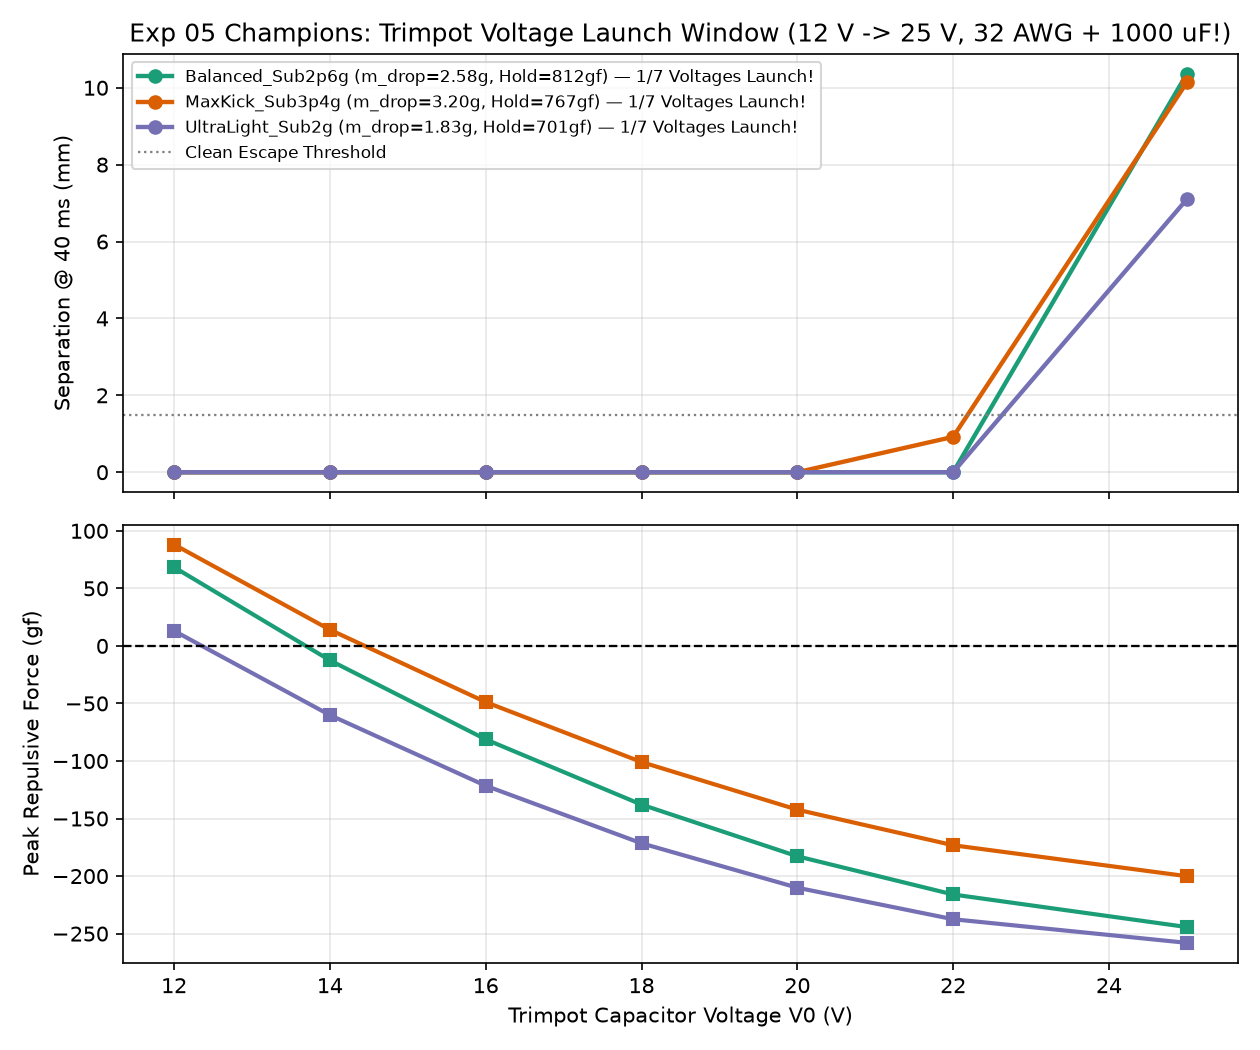 Exp 05 Champions: Trimpot Voltage Launch Window (12 V -> 25 V, 32 AWG + 1000 uF!)
Balanced_Sub2p6g (m_drop=2.58g, Hold=812gf) — 1/7 Voltages Launch!
MaxKick_Sub3p4g (m_drop=3.20g, Hold=767gf) — 1/7 Voltages Launch!
UltraLight_Sub2g (m_drop=1.83g, Hold=701gf) — 1/7 Voltages Launch!
Clean Escape Threshold
Separation @ 40 ms (mm)
10
8
6
4
2
0
Peak Repulsive Force (gf)
100
50
0
−50
−100
−150
−200
−250
12 14 16 18 20 22 24
Trimpot Capacitor Voltage V0 (V)